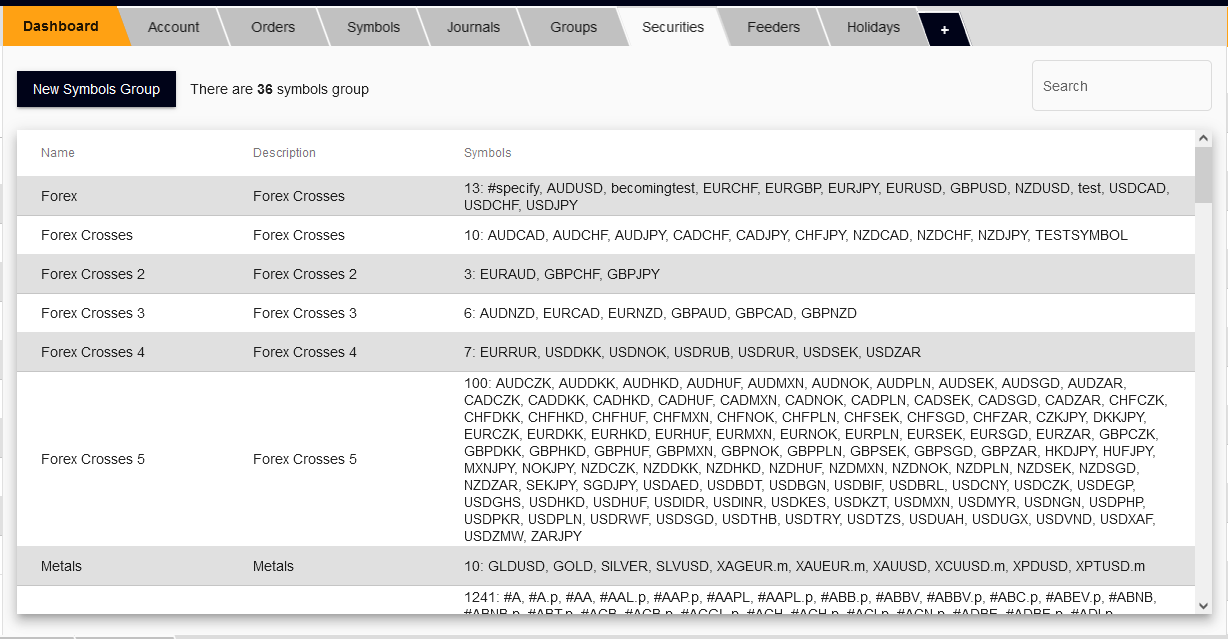 Dashboard Account Orders Symbols Journals Groups Securities Feeders Holidays +
New Symbols Group There are 36 symbols group Search
Name Description Symbols
Forex Forex Crosses 13: #specify, AUDUSD, becomingtest, EURCHF, EURGBP, EURJPY, EURUSD, GBPUSD, NZDUSD, test, USDCAD,
USDCHF, USDJPY
Forex Crosses Forex Crosses 10: AUDCAD, AUDCHF, AUDJPY, CADCHF, CADJPY, CHFJPY, NZDCAD, NZDCHF, NZDJPY, TESTSYMBOL
Forex Crosses 2 Forex Crosses 2 3: EURAUD, GBPCHF, GBPJPY
Forex Crosses 3 Forex Crosses 3 6: AUDNZD, EURCAD, EURNZD, GBPAUD, GBPCAD, GBPNZD
Forex Crosses 4 Forex Crosses 4 7: EURRUR, USDDKK, USDNOK, USDRUB, USDRUR, USDSEK, USDZAR
100: AUDCZK, AUDDKK, AUDHKD, AUDHUF, AUDMXN, AUDNOK, AUDPLN, AUDSEK, AUDSGD, AUDZAR,
CADCZK, CADDKK, CADHKD, CADHUF, CADMXN, CADNOK, CADPLN, CADSEK, CADSGD, CADZAR, CHFCZK,
CHFDKK, CHFHKD, CHFHUF, CHFMXN, CHFNOK, CHFPLN, CHFSEK, CHFSGD, CHFZAR, CZKJPY, DKKJPY,
EURCZK, EURDKK, EURHKD, EURHUF, EURMXN, EURNOK, EURPLN, EURSEK, EURSGD, EURZAR, GBPCZK,
GBPDKK, GBPHKD, GBPHUF, GBPMXN, GBPNOK, GBPPLN, GBPSEK, GBPSGD, GBPZAR, HKDJPY, HUFJPY,
Forex Crosses 5 Forex Crosses 5 MXNJPY, NOKJPY, NZDCZK, NZDDKK, NZDHKD, NZDHUF, NZDMXN, NZDNOK, NZDPLN, NZDSEK, NZDSGD,
NZDZAR, SEKJPY, SGDJPY, USDAED, USDBDT, USDBGN, USDBIF, USDBRL, USDCNY, USDCZK, USDEGP,
USDGHS, USDHKD, USDHUF, USDIDR, USDINR, USDKES, USDKZT, USDMXN, USDMYR, USDNGN, USDPHP,
USDPKR, USDPLN, USDRWF, USDSGD, USDTHB, USDTRY, USDTZS, USDUAH, USDUGX, USDVND, USDXAF,
USDZMW, ZARJPY
Metals Metals 10: GLDUSD, GOLD, SILVER, SLVUSD, XAGEUR.m, XAUEUR.m, XAUUSD, XCUUSD.m, XPDUSD, XPTUSD.m
1241: #A, #A.p, #AA, #AAL.p, #AAP.p, #AAPL, #AAPL.p, #ABB.p, #ABBV, #ABBV.p, #ABC.p, #ABEV.p, #ABNB,